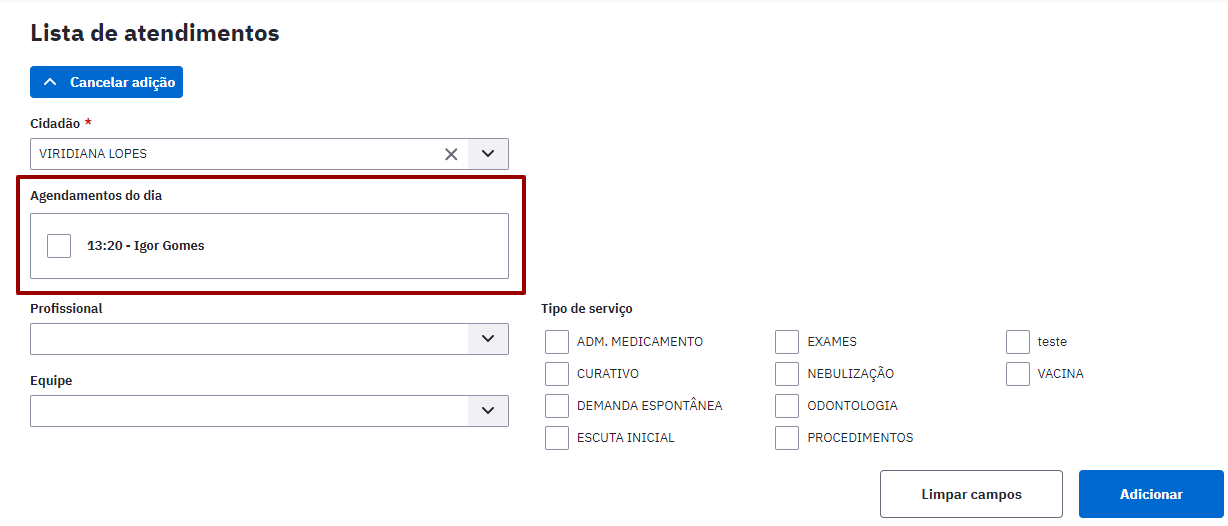 Lista de atendimentos
Cancelar adição
Cidadão *
VIRIDIANA LOPES
Agendamentos do dia
13:20 - Igor Gomes
Profissional
Equipe
Tipo de serviço
ADM. MEDICAMENTO
CURATIVO
DEMANDA ESPONTÂNEA
ESCUTA INICIAL
EXAMES
NEBULIZAÇÃO
ODONTOLOGIA
PROCEDIMENTOS
teste
VACINA
Limpar campos
Adicionar